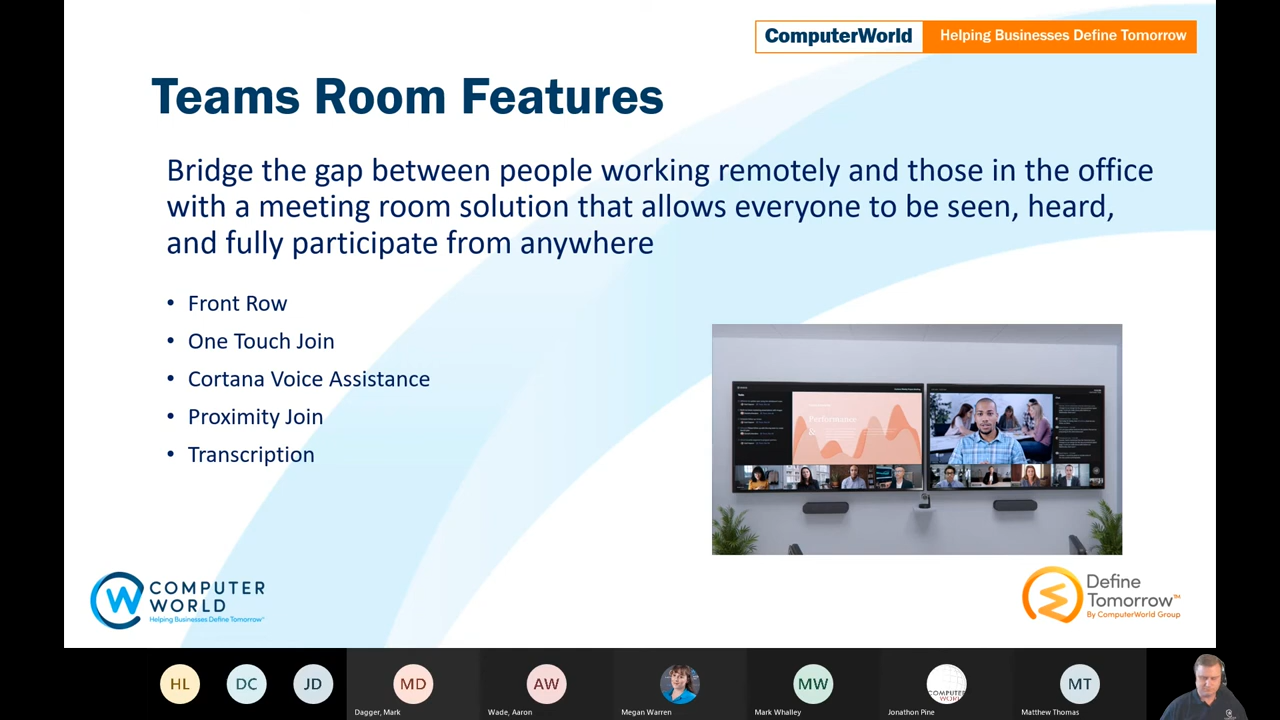 ComputerWorld
Helping Businesses Define Tomorrow
Teams Room Features
Bridge the gap between people working remotely and those in the office
with a meeting room solution that allows everyone to be seen, heard,
and fully participate from anywhere
• Front Row
• One Touch Join
• Cortana Voice Assistance
• Proximity Join
• Transcription
Performance
COMPUTER
WORLD
Helping Businesses Define Tomorrow
Define
Tomorrow™
By ComputerWorld Group
HL
DC
JD
MD
AW
MW
COMPUTER
WORLD
MT
Dagger, Mark
Wade, Aaron
Megan Warren
Mark Whalley
Jonathon Pine
Matthew Thomas